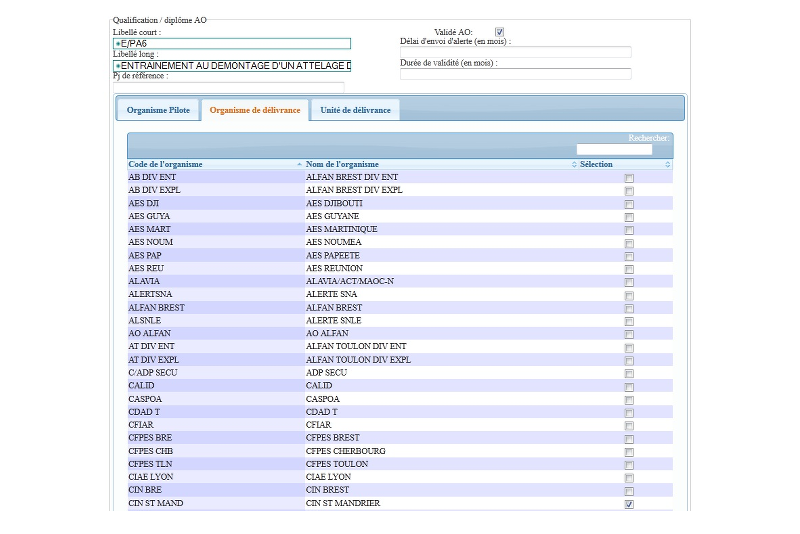 Qualification / diplôme AO
Libellé court : Validé AO:
*E/PA6 Délai d'envoi d'alerte (en mois) :
Libellé long :
*ENTRAINEMENT AU DEMONTAGE D'UN ATTELAGE D Durée de validité (en mois) :
Pj de référence :
Organisme Pilote Organisme de délivrance Unité de délivrance
Rechercher:
Code de l'organisme Nom de l'organisme Sélection
AB DIV ENT ALFAN BREST DIV ENT
AB DIV EXPL ALFAN BREST DIV EXPL
AES DJI AES DJIBOUTI
AES GUYA AES GUYANE
AES MART AES MARTINIQUE
AES NOUM AES NOUMEA
AES PAP AES PAPEETE
AES REU AES REUNION
ALAVIA ALAVIA/ACT/MAOC-N
ALERTSNA ALERTE SNA
ALFAN BREST ALFAN BREST
ALSNLE ALERTE SNLE
AO ALFAN AO ALFAN
AT DIV ENT ALFAN TOULON DIV ENT
AT DIV EXPL ALFAN TOULON DIV EXPL
C/ADP SECU ADP SECU
CALID CALID
CASPOA CASPOA
CDAD T CDAD T
CFIAR CFIAR
CFPES BRE CFPES BREST
CFPES CHB CFPES CHERBOURG
CFPES TLN CFPES TOULON
CIAE LYON CIAE LYON
CIN BRE CIN BREST
CIN ST MAND CIN ST MANDRIER